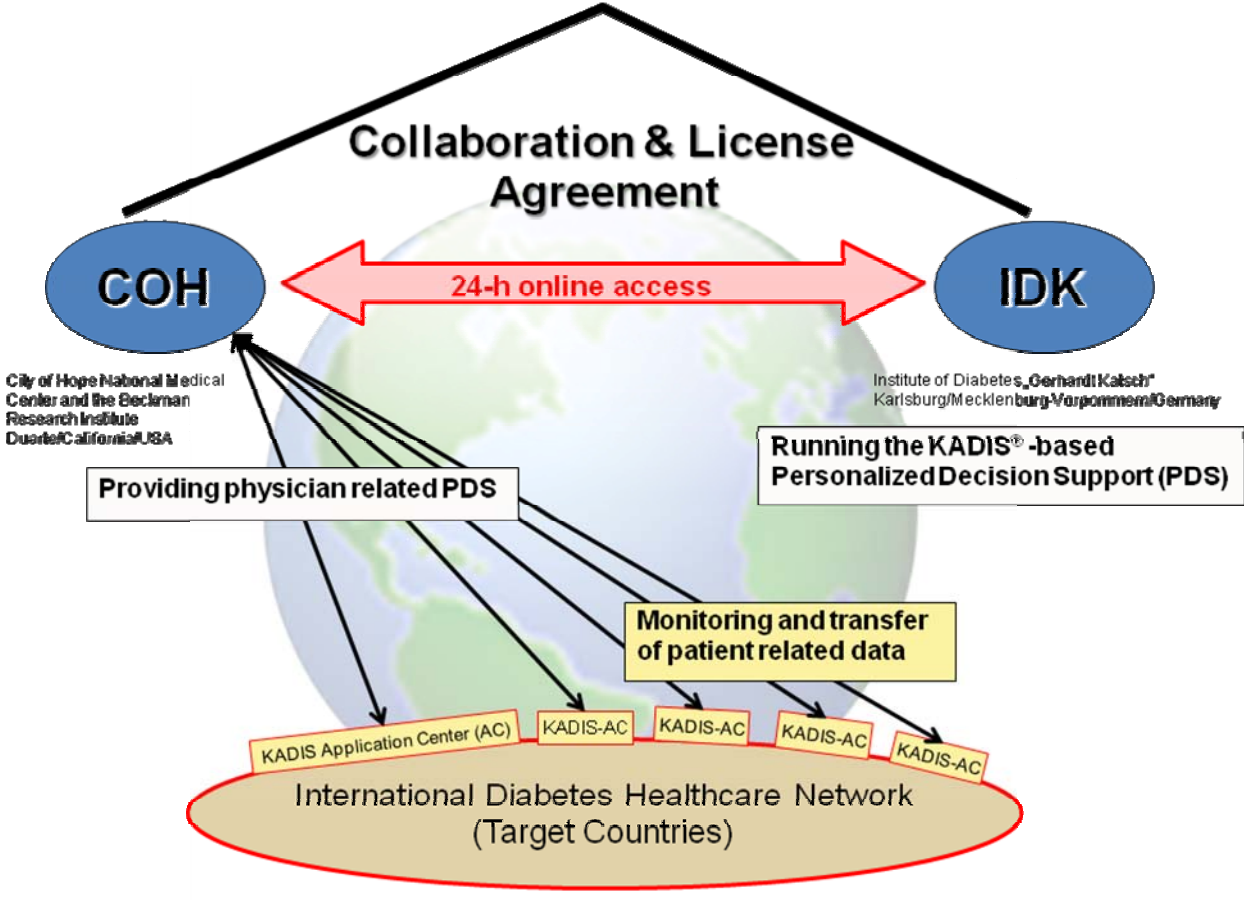 Collaboration & License
Agreement
COH
24-h online access
IDK
City of Hope National Medical
Center and the Beckman
Research Institute
Duarte/California/USA
Institute of Diabetes „Gerhardt Katsch"
Karlsburg/Mecklenburg-Vorpommern/Germany
Running the KADIS® -based
Personalized Decision Support (PDS)
Providing physician related PDS
Monitoring and transfer
of patient related data
KADIS Application Center (AC)
KADIS-AC
KADIS-AC
KADIS-AC
KADIS-AC
International Diabetes Healthcare Network
(Target Countries)